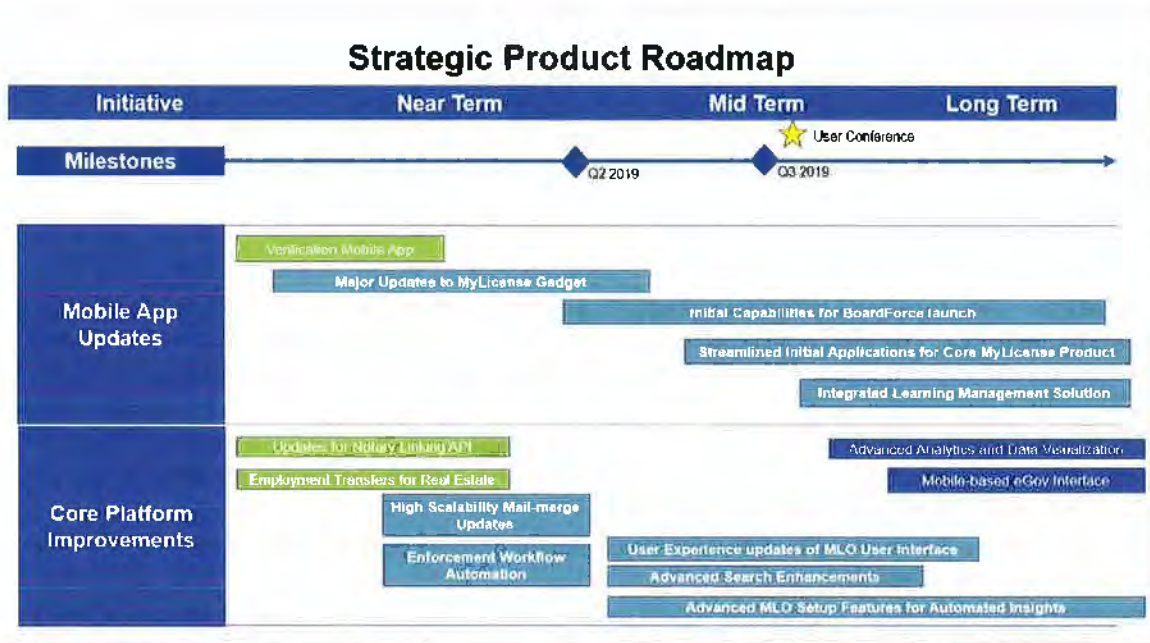 Strategic Product Roadmap
Initiative
Near Term
Mid Term
Long Term
User Conference
Milestones
Q2 2019
Q3 2019
Mobile App
Updates
Verification Mobile App
Major Updates to MyLicense Gadget
Initial Capabilities for BoardForce launch
Streamlined Initial Applications for Core MyLicense Product
Integrated Learning Management Solution
Core Platform
Improvements
Updates for Notary Linking API
Advanced Analytics and Data Visualization
Employment Transfers for Real Estate
Mobile-based eGov Interface
High Scalability Mail-merge
Updates
Enforcement Workflow
Automation
User Experience updates of MLO User Interface
Advanced Search Enhancements
Advanced MLO Setup Features for Automated Insights